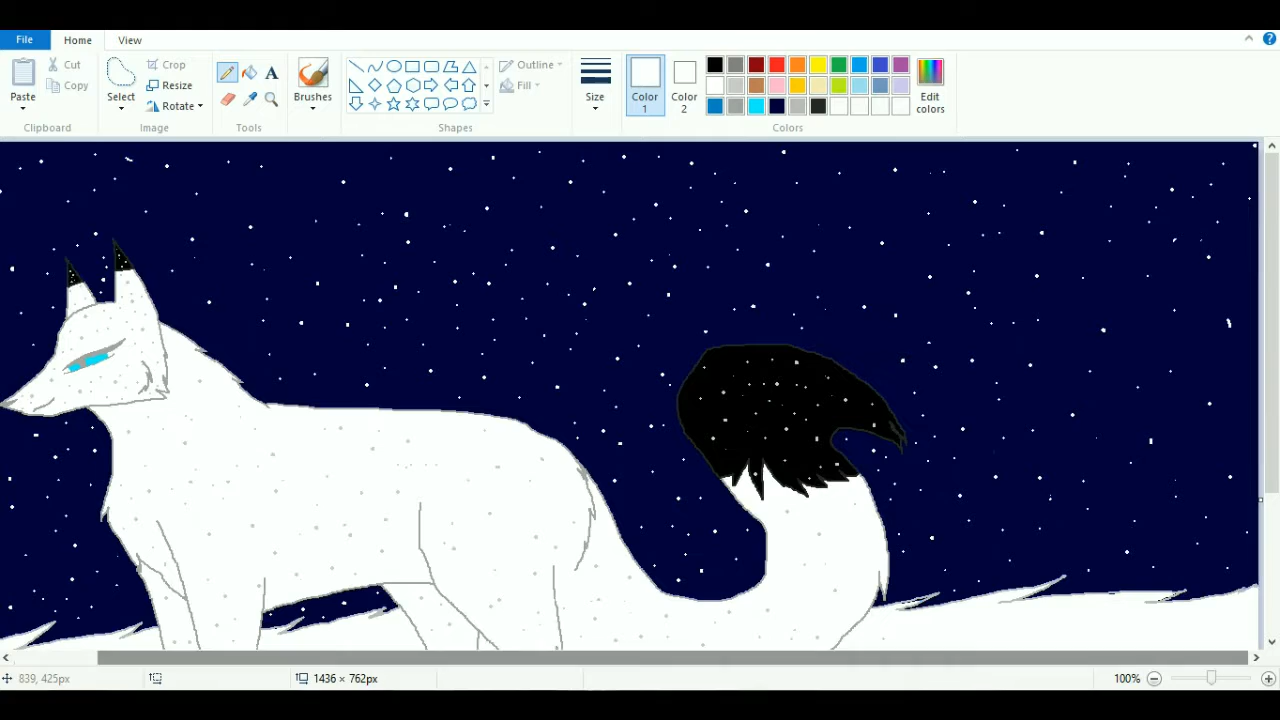 File Home View
Paste Cut Copy Clipboard
Select Crop Resize Rotate Image
Tools
Brushes
Outline Fill Shapes
Size
Color 1 Color 2 Edit colors Colors
839, 425px 1436 × 762px 100%